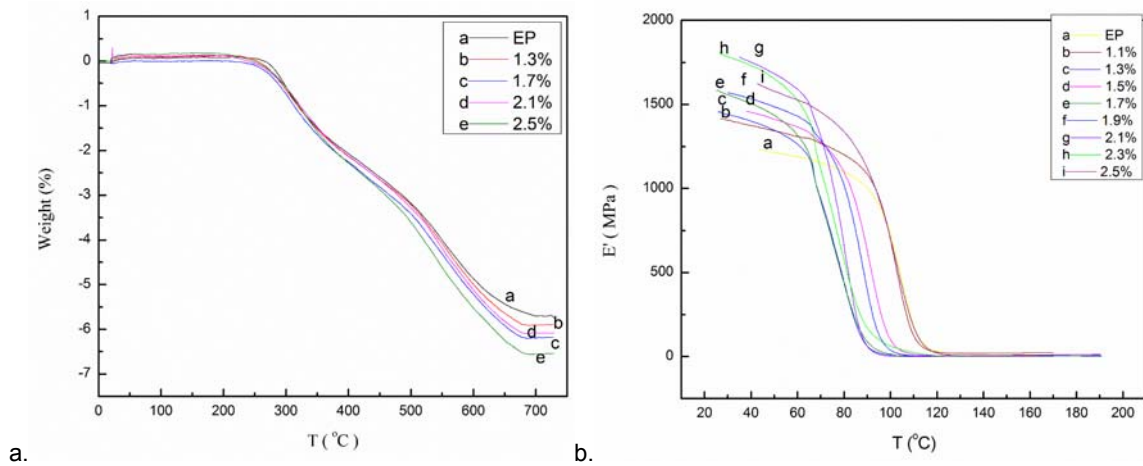 1
0
-1
-2
-3
-4
-5
-6
-7
Weight (%)
0 100 200 300 400 500 600 700
T ( °C )
a EP
b 1.3%
c 1.7%
d 2.1%
e 2.5%
a
b
d
c
e
a.
2000
1500
1000
500
0
E' ( MPa)
20 40 60 80 100 120 140 160 180 200
T (°C)
a EP
b 1.1%
c 1.3%
d 1.5%
e 1.7%
f 1.9%
g 2.1%
h 2.3%
i 2.5%
h g
e f i
c d
b
a
b.